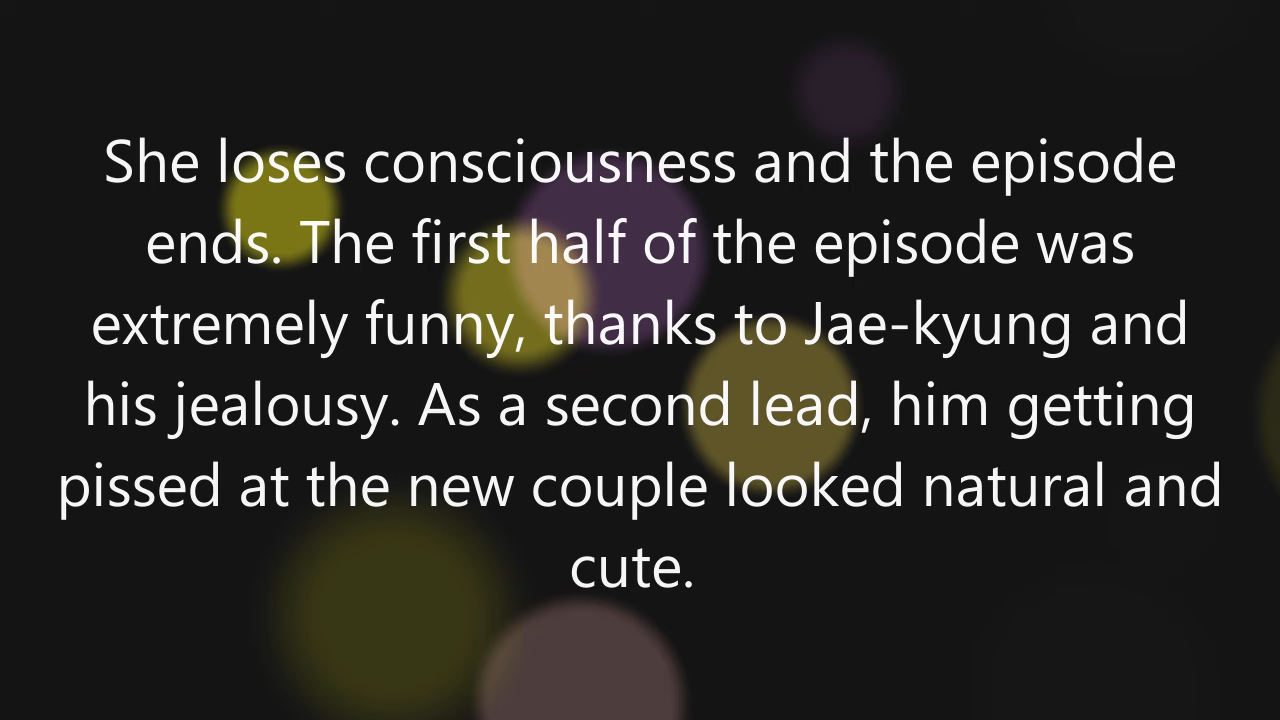 She loses consciousness and the episode
ends. The first half of the episode was
extremely funny, thanks to Jae-kyung and
his jealousy. As a second lead, him getting
pissed at the new couple looked natural and
cute.